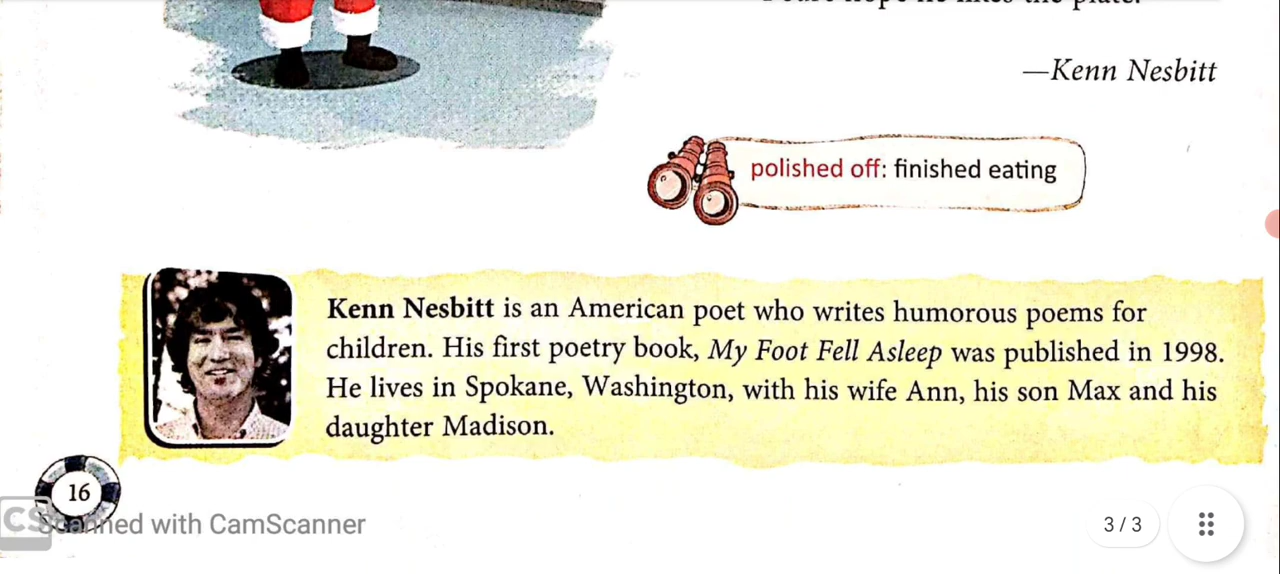 —Kenn Nesbitt
polished off: finished eating
Kenn Nesbitt is an American poet who writes humorous poems for
children. His first poetry book, My Foot Fell Asleep was published in 1998.
He lives in Spokane, Washington, with his wife Ann, his son Max and his
daughter Madison.
16
CS
Scanned with CamScanner
3 / 3